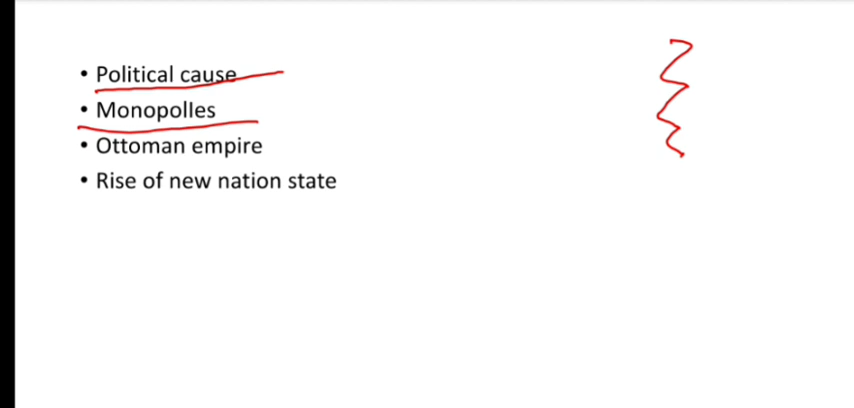 • Political cause
• Monopolles
• Ottoman empire
• Rise of new nation state